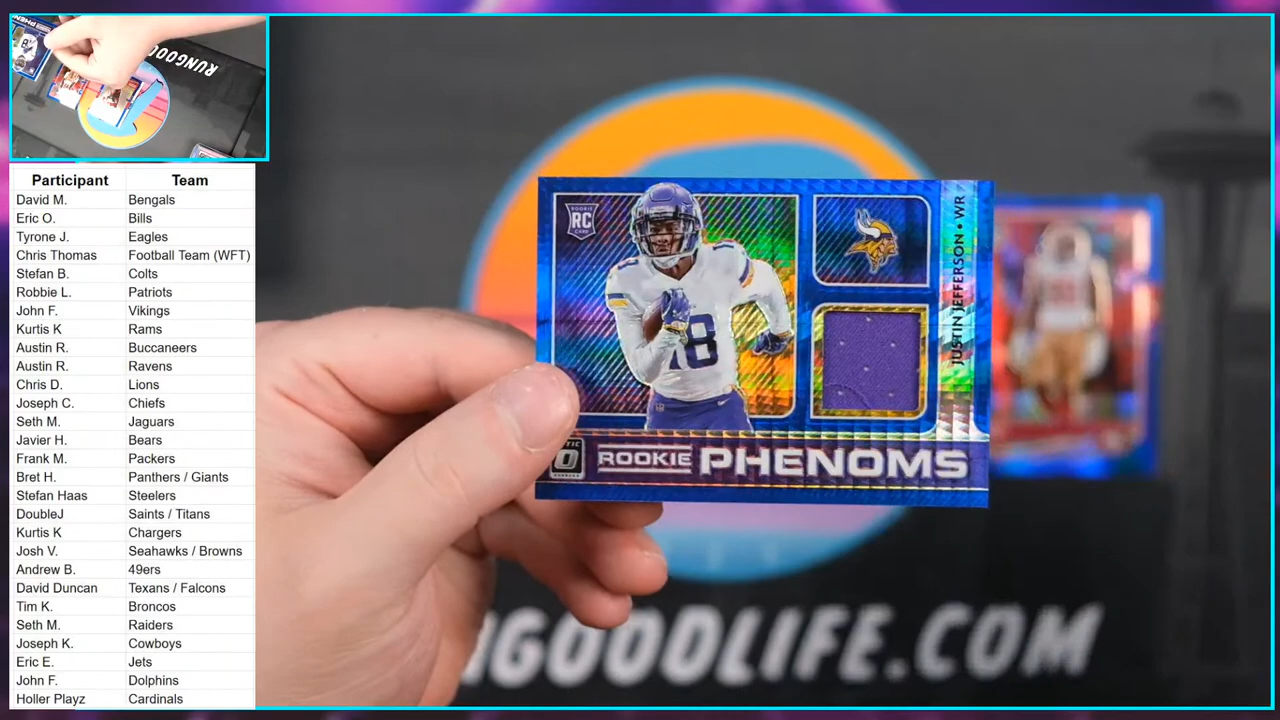 PHENOM
RUNGOOD
Participant Team
David M. Bengals
Eric O. Bills
Tyrone J. Eagles
Chris Thomas Football Team (WFT)
Stefan B. Colts
Robbie L. Patriots
John F. Vikings
Kurtis K Rams
Austin R. Buccaneers
Austin R. Ravens
Chris D. Lions
Joseph C. Chiefs
Seth M. Jaguars
Javier H. Bears
Frank M. Packers
Bret H. Panthers / Giants
Stefan Haas Steelers
DoubleJ Saints / Titans
Kurtis K Chargers
Josh V. Seahawks / Browns
Andrew B. 49ers
David Duncan Texans / Falcons
Tim K. Broncos
Seth M. Raiders
Joseph K. Cowboys
Eric E. Jets
John F. Dolphins
Holler Playz Cardinals
ROOKIE
RC
CARD
18
JUSTIN JEFFERSON • WR
ROOKIE PHENOMS
NGOODLIFE.COM